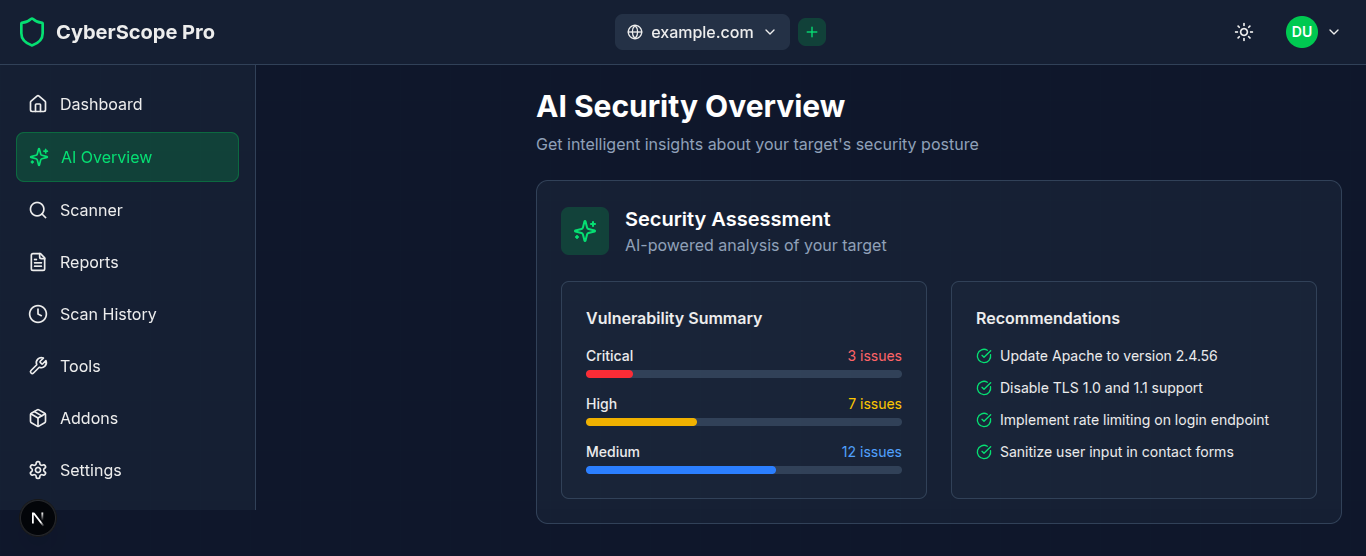 CyberScope Pro
example.com
DU
Dashboard
AI Overview
Scanner
Reports
Scan History
Tools
Addons
Settings
N
AI Security Overview
Get intelligent insights about your target's security posture
Security Assessment
AI-powered analysis of your target
Vulnerability Summary
Critical 3 issues
High 7 issues
Medium 12 issues
Recommendations
Update Apache to version 2.4.56
Disable TLS 1.0 and 1.1 support
Implement rate limiting on login endpoint
Sanitize user input in contact forms